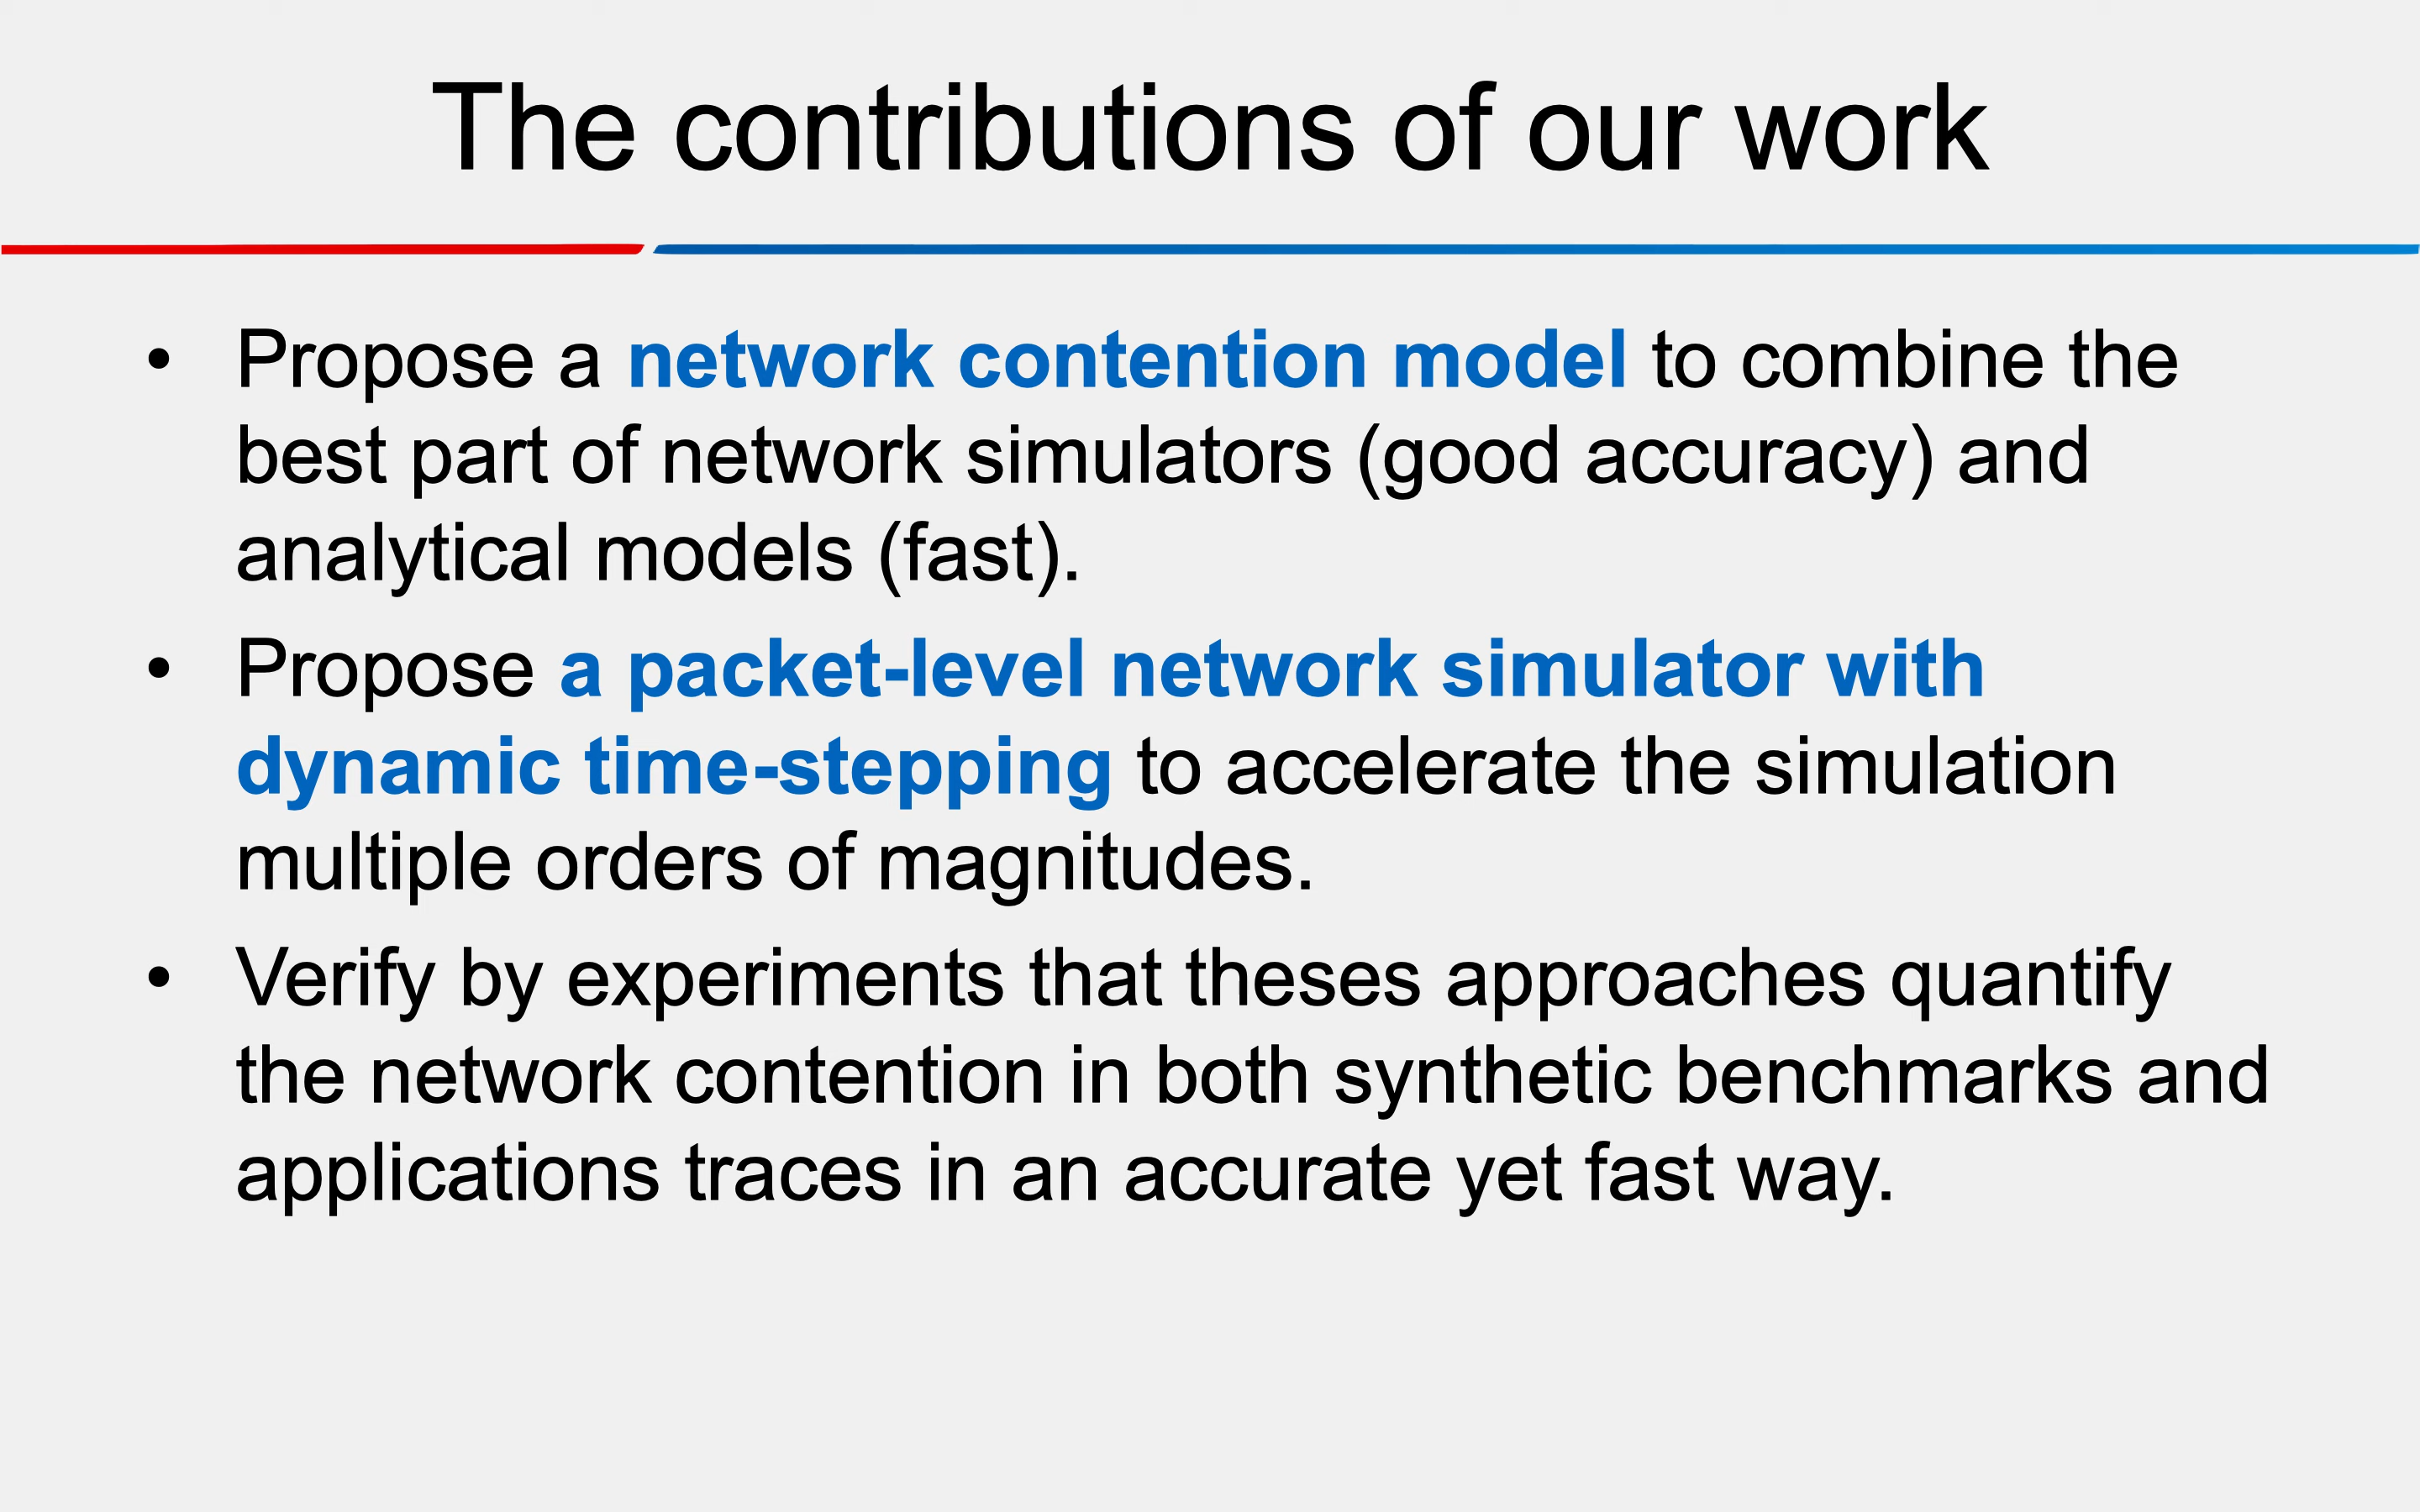 The contributions of our work
• Propose a network contention model to combine the
best part of network simulators (good accuracy) and
analytical models (fast).
• Propose a packet-level network simulator with
dynamic time-stepping to accelerate the simulation
multiple orders of magnitudes.
• Verify by experiments that theses approaches quantify
the network contention in both synthetic benchmarks and
applications traces in an accurate yet fast way.